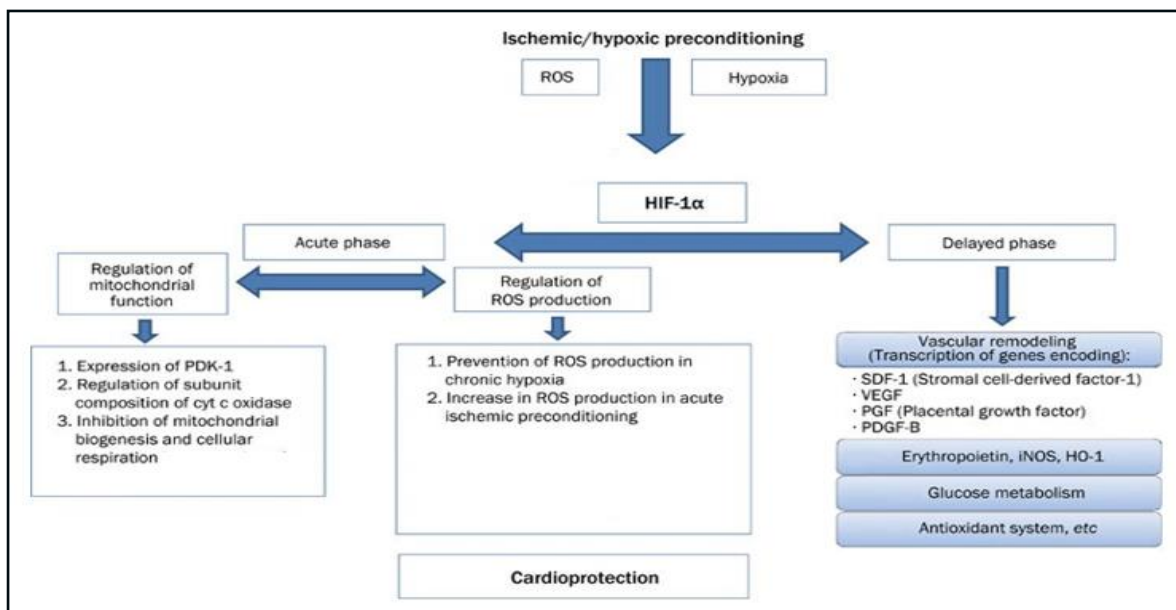 Ischemic/hypoxic preconditioning
ROS
Hypoxia
HIF-1α
Acute phase
Delayed phase
Regulation of
mitochondrial
function
Regulation of
ROS production
1. Expression of PDK-1
2. Regulation of subunit
composition of cyt c oxidase
3. Inhibition of mitochondrial
biogenesis and cellular
respiration
1. Prevention of ROS production in
chronic hypoxia
2. Increase in ROS production in acute
ischemic preconditioning
Vascular remodeling
(Transcription of genes encoding):
· SDF-1 (Stromal cell-derived factor-1)
· VEGF
· PGF (Placental growth factor)
· PDGF-B
Erythropoietin, iNOS, HO-1
Glucose metabolism
Antioxidant system, etc
Cardioprotection